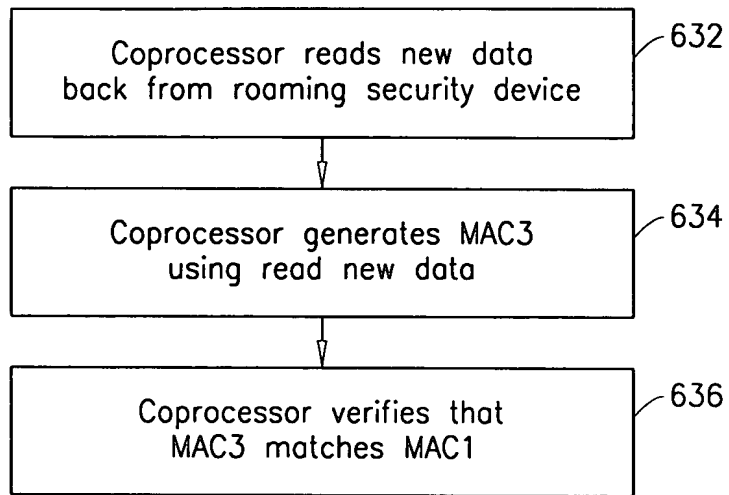 Coprocessor reads new data
back from roaming security device
632
Coprocessor generates MAC3
using read new data
634
Coprocessor verifies that
MAC3 matches MAC1
636